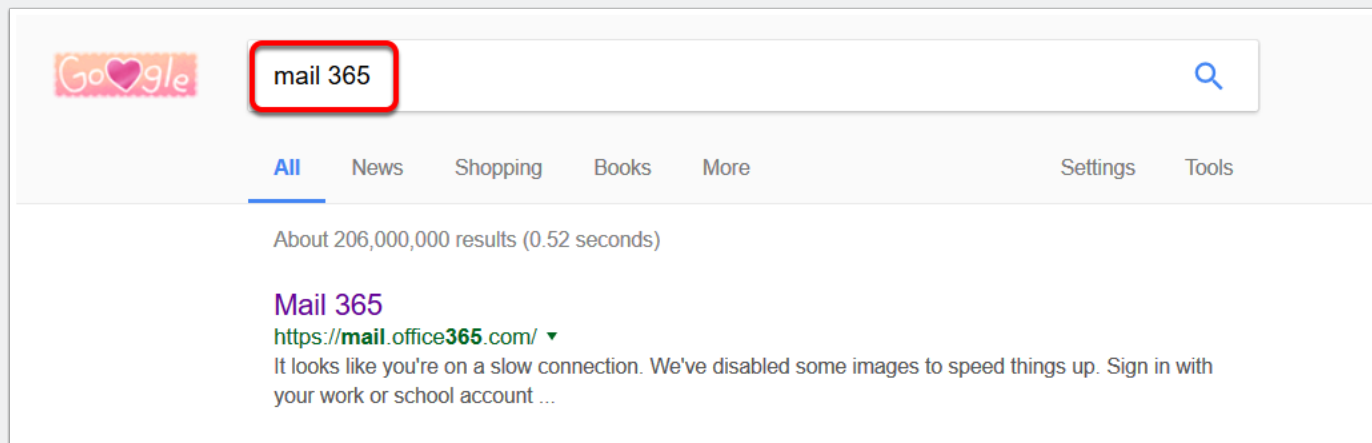 Google
mail 365
All News Shopping Books More Settings Tools
About 206,000,000 results (0.52 seconds)
Mail 365
https://mail.office365.com/
It looks like you're on a slow connection. We've disabled some images to speed things up. Sign in with
your work or school account ...